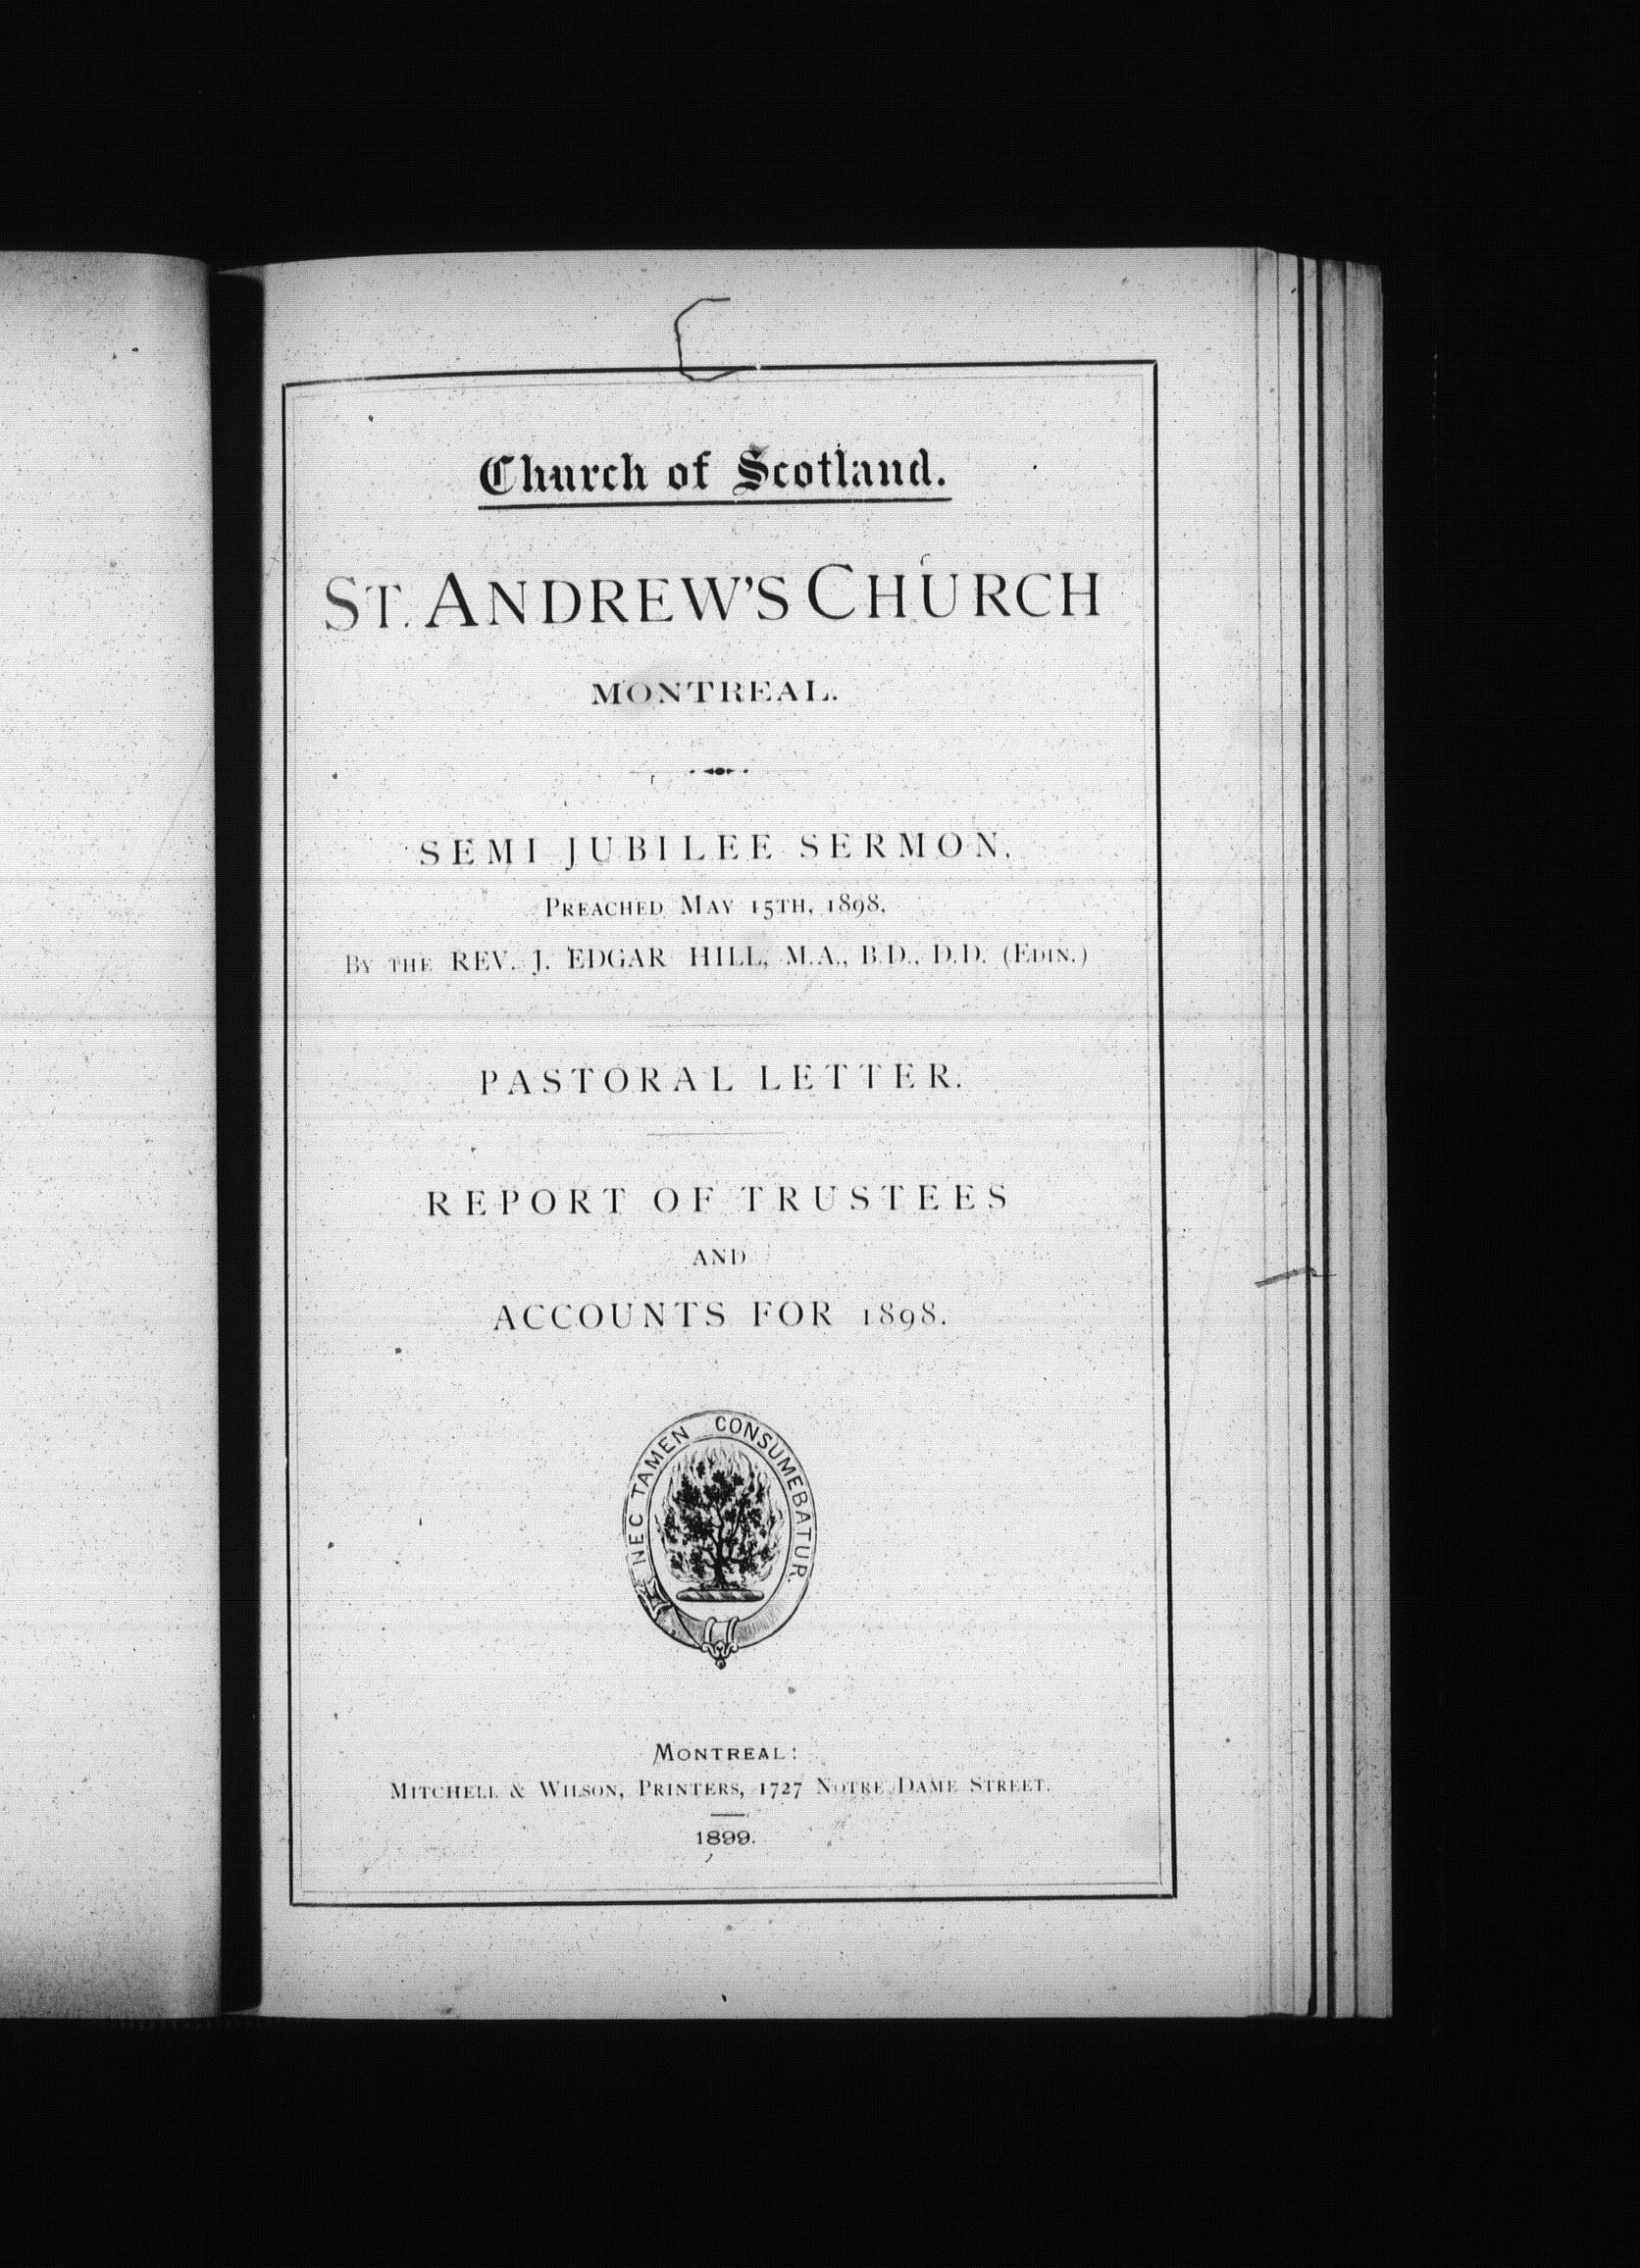 Church of Scotland.
ST. ANDREW'S CHURCH
MONTREAL.
SEMI JUBILEE SERMON,
PREACHED MAY 15TH, 1898,
BY THE REV. J. EDGAR HILL, M.A., B.D., D.D. (EDIN.)
PASTORAL LETTER.
REPORT OF TRUSTEES
AND
ACCOUNTS FOR 1898.
NEC TAMEN CONSUMEBATUR.
MONTREAL:
MITCHELL & WILSON, PRINTERS, 1727 NOTRE DAME STREET.
1899.